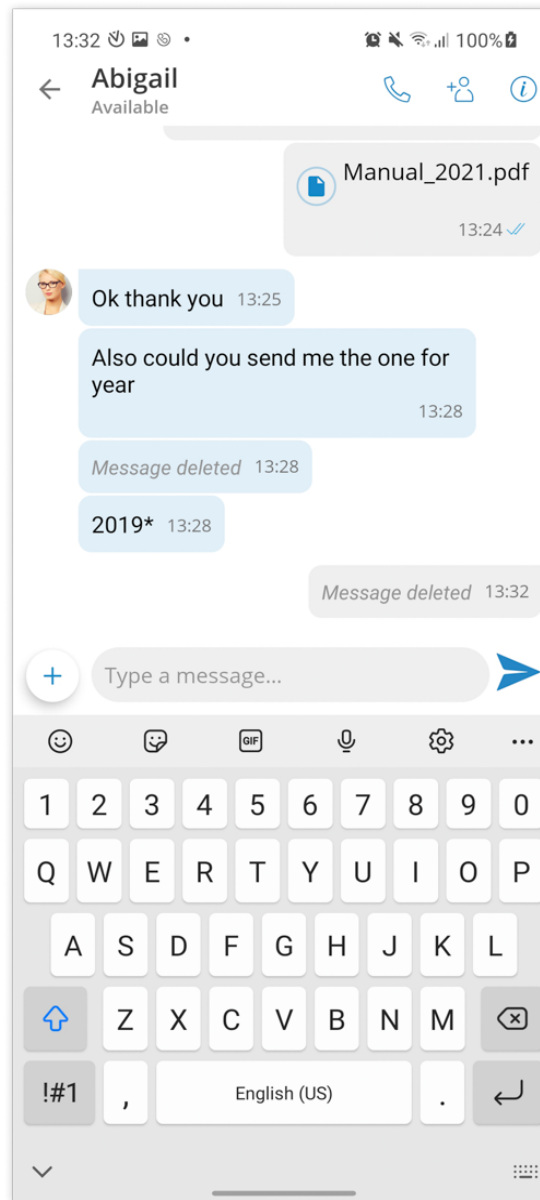 13:32 100%
Abigail
Available
Manual_2021.pdf
13:24
Ok thank you 13:25
Also could you send me the one for
year
13:28
Message deleted 13:28
2019* 13:28
Message deleted 13:32
Type a message...
GIF
1 2 3 4 5 6 7 8 9 0
Q W E R T Y U I O P
A S D F G H J K L
Z X C V B N M
!#1 , English (US) .